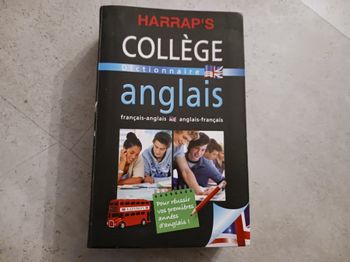 HARRAP'S
COLLÈGE
Dictionnaire
anglais
français-anglais anglais-français
Pour réussir
vos premières
années
d'anglais !